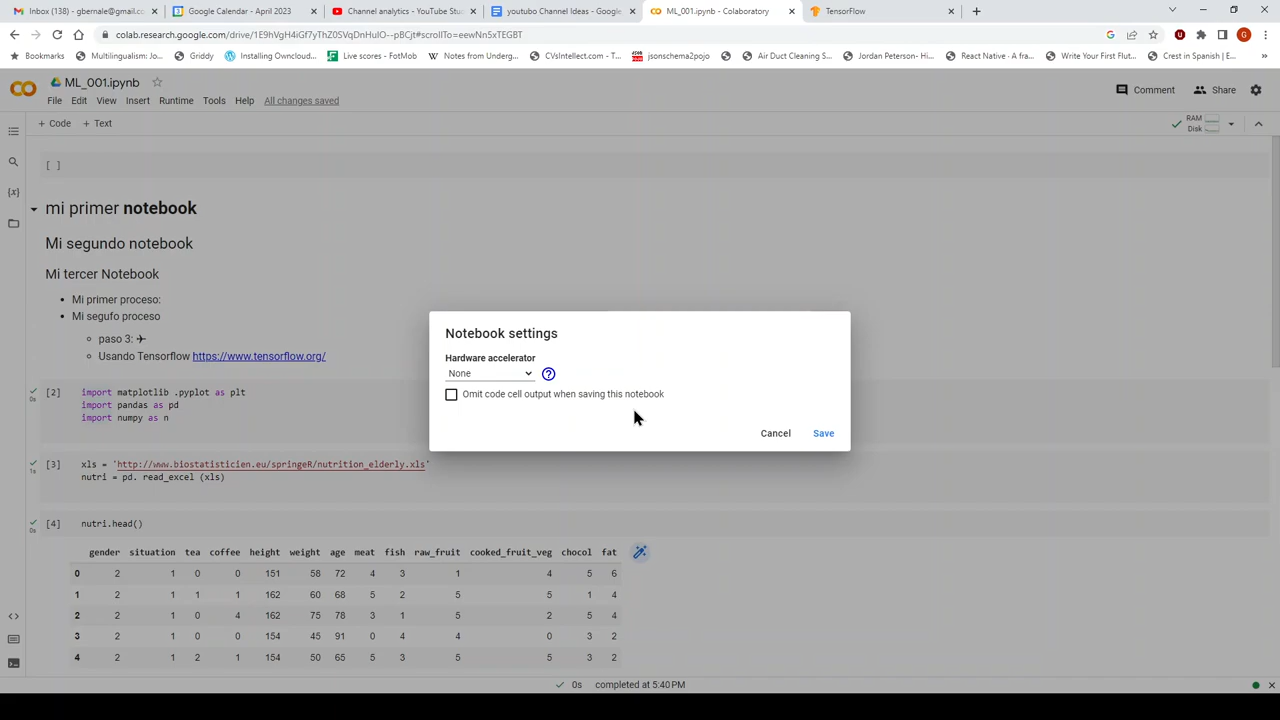 Inbox (138) - gbernale@gmail.c
Google Calendar - April 2023
Channel analytics - YouTube Stu
youtubo Channel Ideas - Google
ML_001.ipynb - Colaboratory
TensorFlow
colab.research.google.com/drive/1E9hVgH4iGf7yThZ0SVqDnHulO--pBCjt#scrollTo=eewNnSxTEGBT
G
Bookmarks
Multilingualism: Jord...
Griddy
Installing Owncloud...
Live scores - FotMob
Notes from Underg...
CVsIntellect.com - T...
jsonschema2pojo
Air Duct Cleaning S...
Jordan Peterson- Hel...
React Native · A fra...
Write Your First Flut...
Crest in Spanish | E...
ML_001.ipynb
File Edit View Insert Runtime Tools Help All changes saved
Comment
Share
+ Code + Text
RAM
Disk
[ ]
mi primer notebook
Mi segundo notebook
Mi tercer Notebook
• Mi primer proceso:
• Mi segufo proceso
paso 3: ✈
Usando Tensorflow https://www.tensorflow.org/
Notebook settings
Hardware accelerator
None
?
Omit code cell output when saving this notebook
Cancel Save
0s
[2] import matplotlib .pyplot as plt
import pandas as pd
import numpy as n
1s
[3] xls = 'http://www.biostatisticien.eu/springeR/nutrition_elderly.xls'
nutri = pd. read_excel (xls)
0s
[4] nutri.head()
gender situation tea coffee height weight age meat fish raw_fruit cooked_fruit_veg chocol fat
0 2 1 0 0 151 58 72 4 3 1 4 5 6
1 2 1 1 1 162 60 68 5 2 5 5 1 4
2 2 1 0 4 162 75 78 3 1 5 2 5 4
3 2 1 0 0 154 45 91 0 4 4 0 3 2
4 2 1 2 1 154 50 65 5 3 5 5 3 2
0s completed at 5:40 PM